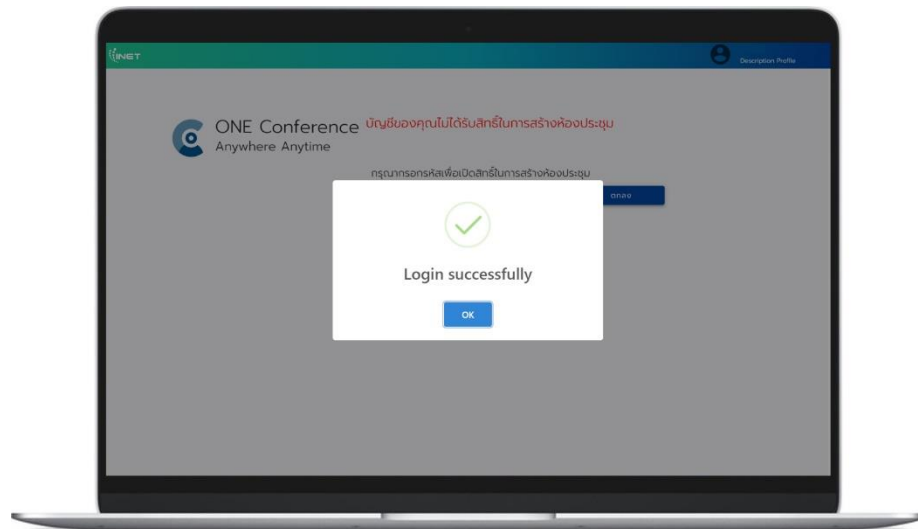 INET
Description Profile
ONE Conference
Anywhere Anytime
บัญชีของคุณไม่ได้รับสิทธิ์ในการสร้างห้องประชุม
กรุณากรอกรหัสเพื่อเปิดสิทธิ์ในการสร้างห้องประชุม
ตกลง
Login successfully
OK